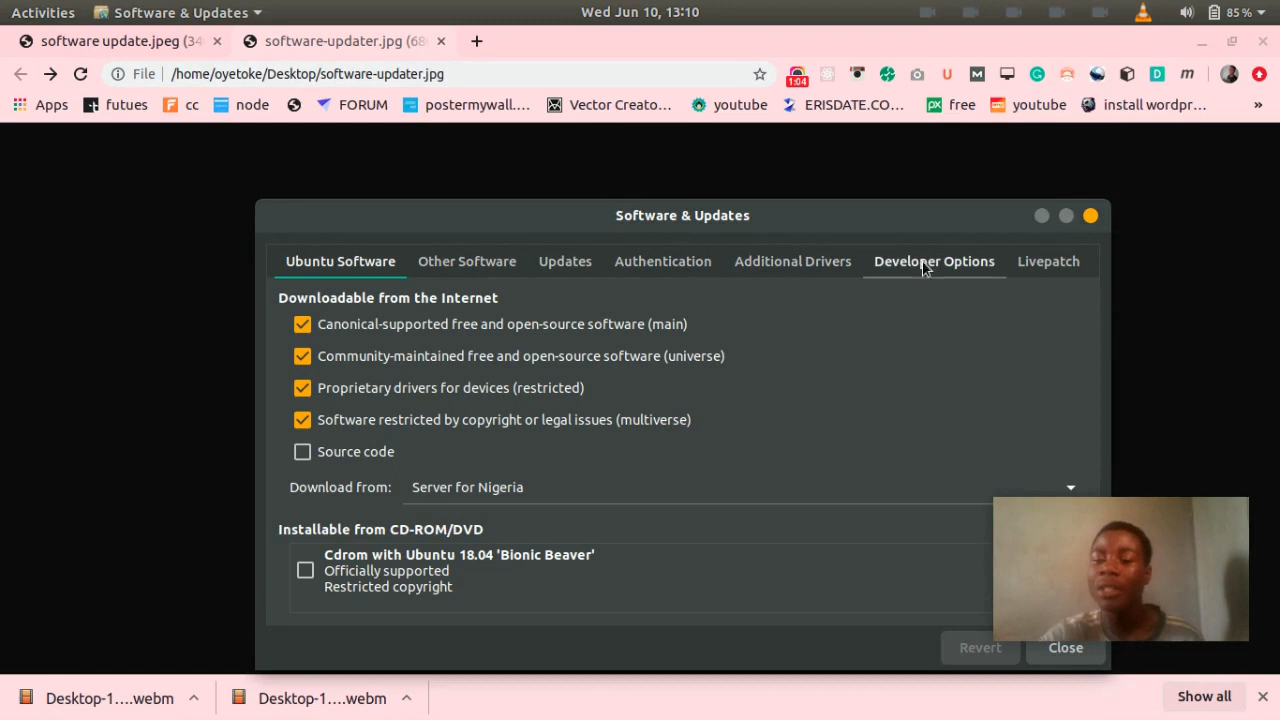 Activities
Software & Updates
Wed Jun 10, 13:10
85%
software update.jpeg (34
software-updater.jpg (68
File
/home/oyetoke/Desktop/software-updater.jpg
1:04
U
M
G
D
m
Apps
futues
cc
node
FORUM
postermywall....
Vector Creato...
youtube
ERISDATE.CO...
px
free
youtube
install wordpr...
»
Software & Updates
Ubuntu Software
Other Software
Updates
Authentication
Additional Drivers
Developer Options
Livepatch
Downloadable from the Internet
Canonical-supported free and open-source software (main)
Community-maintained free and open-source software (universe)
Proprietary drivers for devices (restricted)
Software restricted by copyright or legal issues (multiverse)
Source code
Download from:
Server for Nigeria
Installable from CD-ROM/DVD
Cdrom with Ubuntu 18.04 'Bionic Beaver'
Officially supported
Restricted copyright
Revert
Close
Desktop-1....webm
Desktop-1....webm
Show all